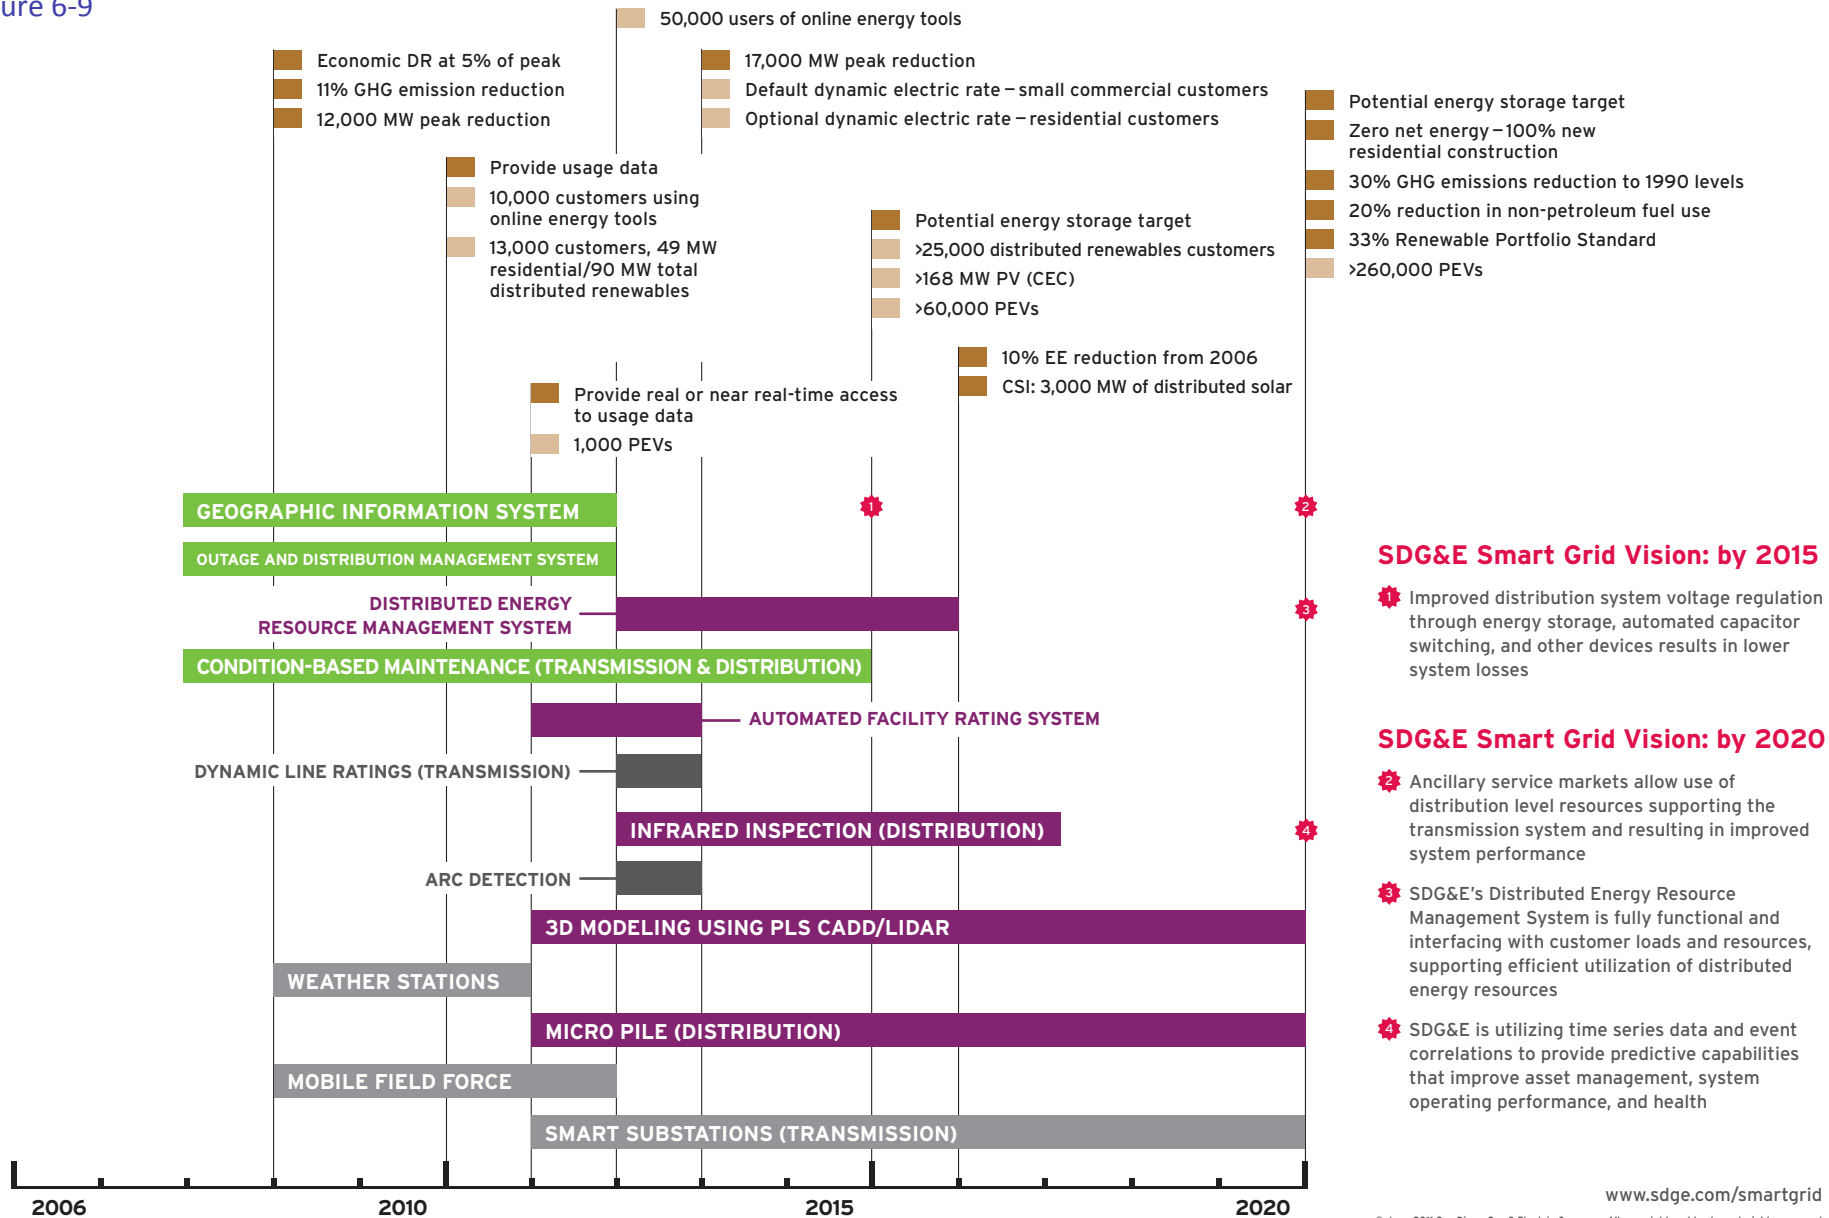 ure 6-9
50,000 users of online energy tools
Economic DR at 5% of peak
11% GHG emission reduction
12,000 MW peak reduction
17,000 MW peak reduction
Default dynamic electric rate – small commercial customers
Optional dynamic electric rate – residential customers
Potential energy storage target
Zero net energy – 100% new
residential construction
30% GHG emissions reduction to 1990 levels
20% reduction in non-petroleum fuel use
33% Renewable Portfolio Standard
>260,000 PEVs
Provide usage data
10,000 customers using
online energy tools
13,000 customers, 49 MW
residential/90 MW total
distributed renewables
Potential energy storage target
>25,000 distributed renewables customers
>168 MW PV (CEC)
>60,000 PEVs
10% EE reduction from 2006
CSI: 3,000 MW of distributed solar
Provide real or near real-time access
to usage data
1,000 PEVs
GEOGRAPHIC INFORMATION SYSTEM
1
2
OUTAGE AND DISTRIBUTION MANAGEMENT SYSTEM
DISTRIBUTED ENERGY
RESOURCE MANAGEMENT SYSTEM
3
CONDITION-BASED MAINTENANCE (TRANSMISSION & DISTRIBUTION)
AUTOMATED FACILITY RATING SYSTEM
DYNAMIC LINE RATINGS (TRANSMISSION)
INFRARED INSPECTION (DISTRIBUTION)
4
ARC DETECTION
3D MODELING USING PLS CADD/LIDAR
WEATHER STATIONS
MICRO PILE (DISTRIBUTION)
MOBILE FIELD FORCE
SMART SUBSTATIONS (TRANSMISSION)
2006
2010
2015
2020
SDG&E Smart Grid Vision: by 2015
1 Improved distribution system voltage regulation
through energy storage, automated capacitor
switching, and other devices results in lower
system losses
SDG&E Smart Grid Vision: by 2020
2 Ancillary service markets allow use of
distribution level resources supporting the
transmission system and resulting in improved
system performance
3 SDG&E's Distributed Energy Resource
Management System is fully functional and
interfacing with customer loads and resources,
supporting efficient utilization of distributed
energy resources
4 SDG&E is utilizing time series data and event
correlations to provide predictive capabilities
that improve asset management, system
operating performance, and health
www.sdge.com/smartgrid